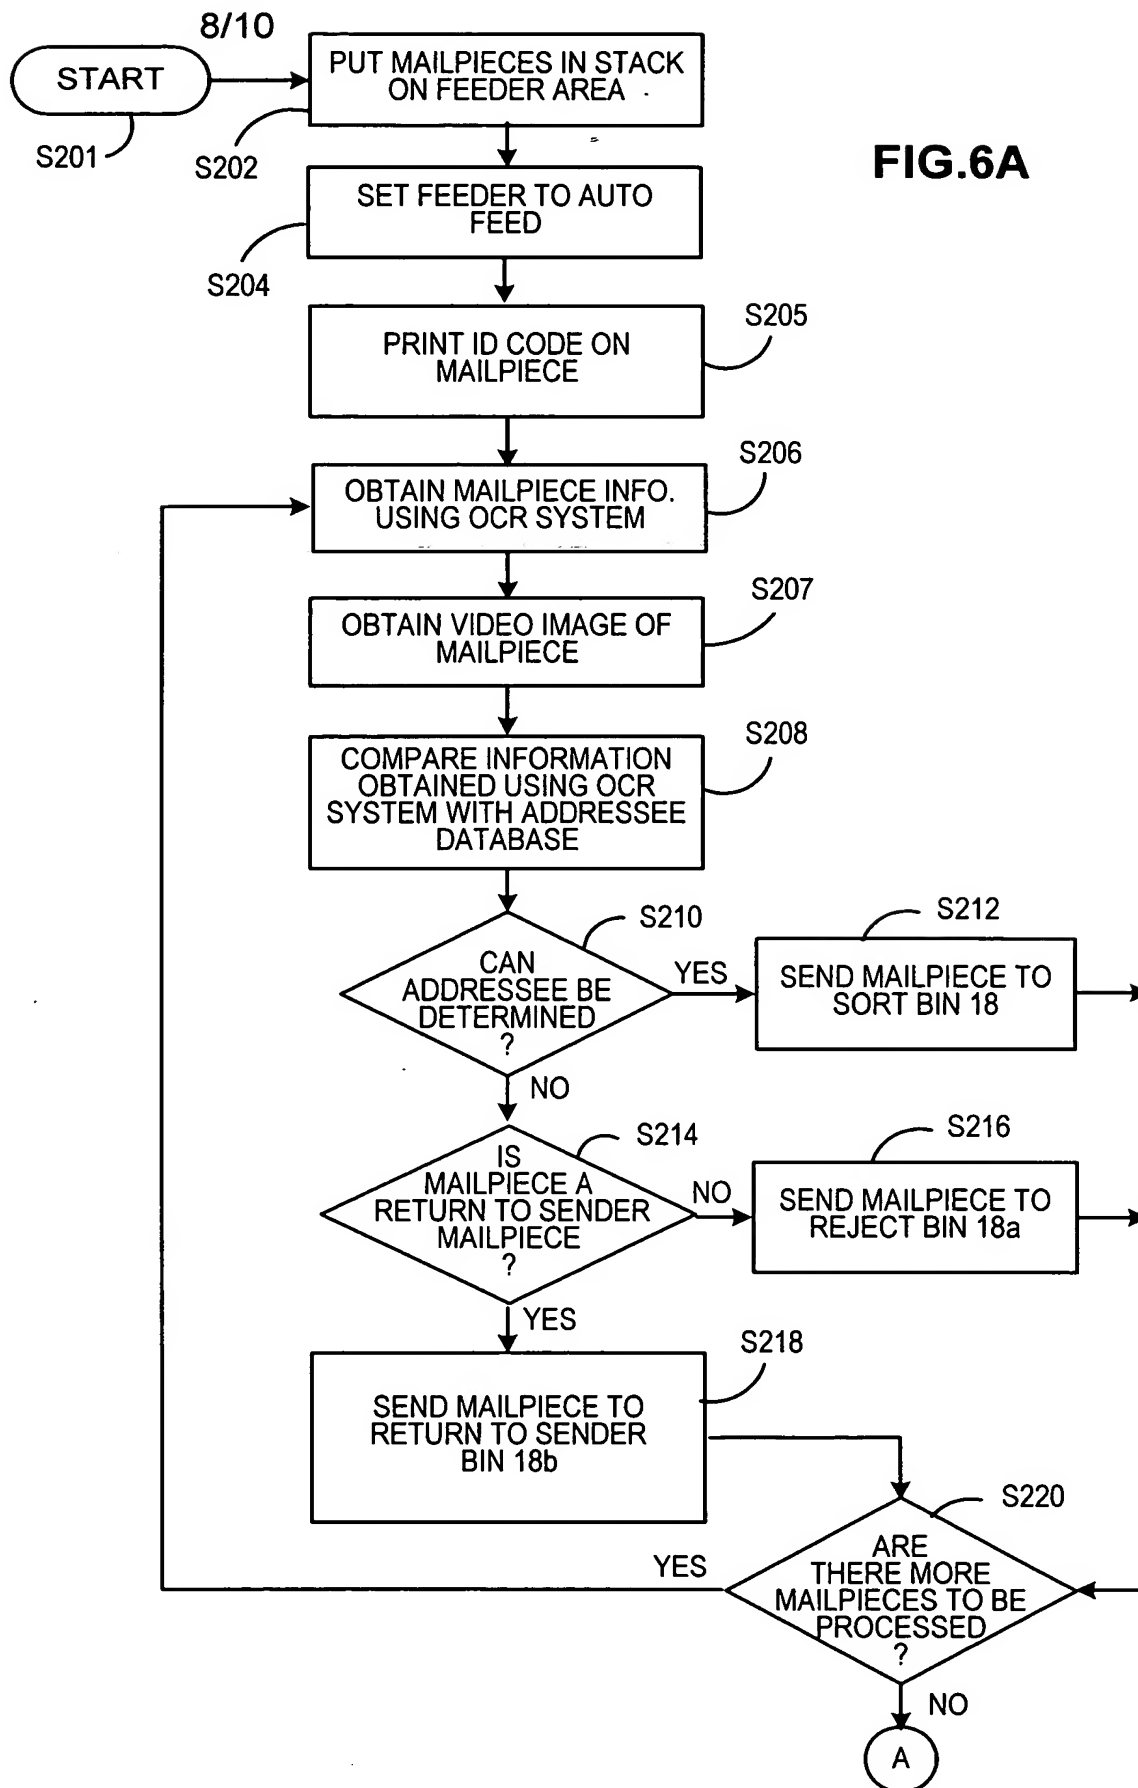 8/10
START
S201
PUT MAILPIECES IN STACK
ON FEEDER AREA
S202
FIG.6A
SET FEEDER TO AUTO
FEED
S204
S205
PRINT ID CODE ON
MAILPIECE
S206
OBTAIN MAILPIECE INFO.
USING OCR SYSTEM
S207
OBTAIN VIDEO IMAGE OF
MAILPIECE
S208
COMPARE INFORMATION
OBTAINED USING OCR
SYSTEM WITH ADDRESSEE
DATABASE
S210
CAN
ADDRESSEE BE
DETERMINED
?
YES
S212
SEND MAILPIECE TO
SORT BIN 18
NO
S214
IS
MAILPIECE A
RETURN TO SENDER
MAILPIECE
?
NO
S216
SEND MAILPIECE TO
REJECT BIN 18a
YES
S218
SEND MAILPIECE TO
RETURN TO SENDER
BIN 18b
S220
ARE
THERE MORE
MAILPIECES TO BE
PROCESSED
?
YES
NO
A